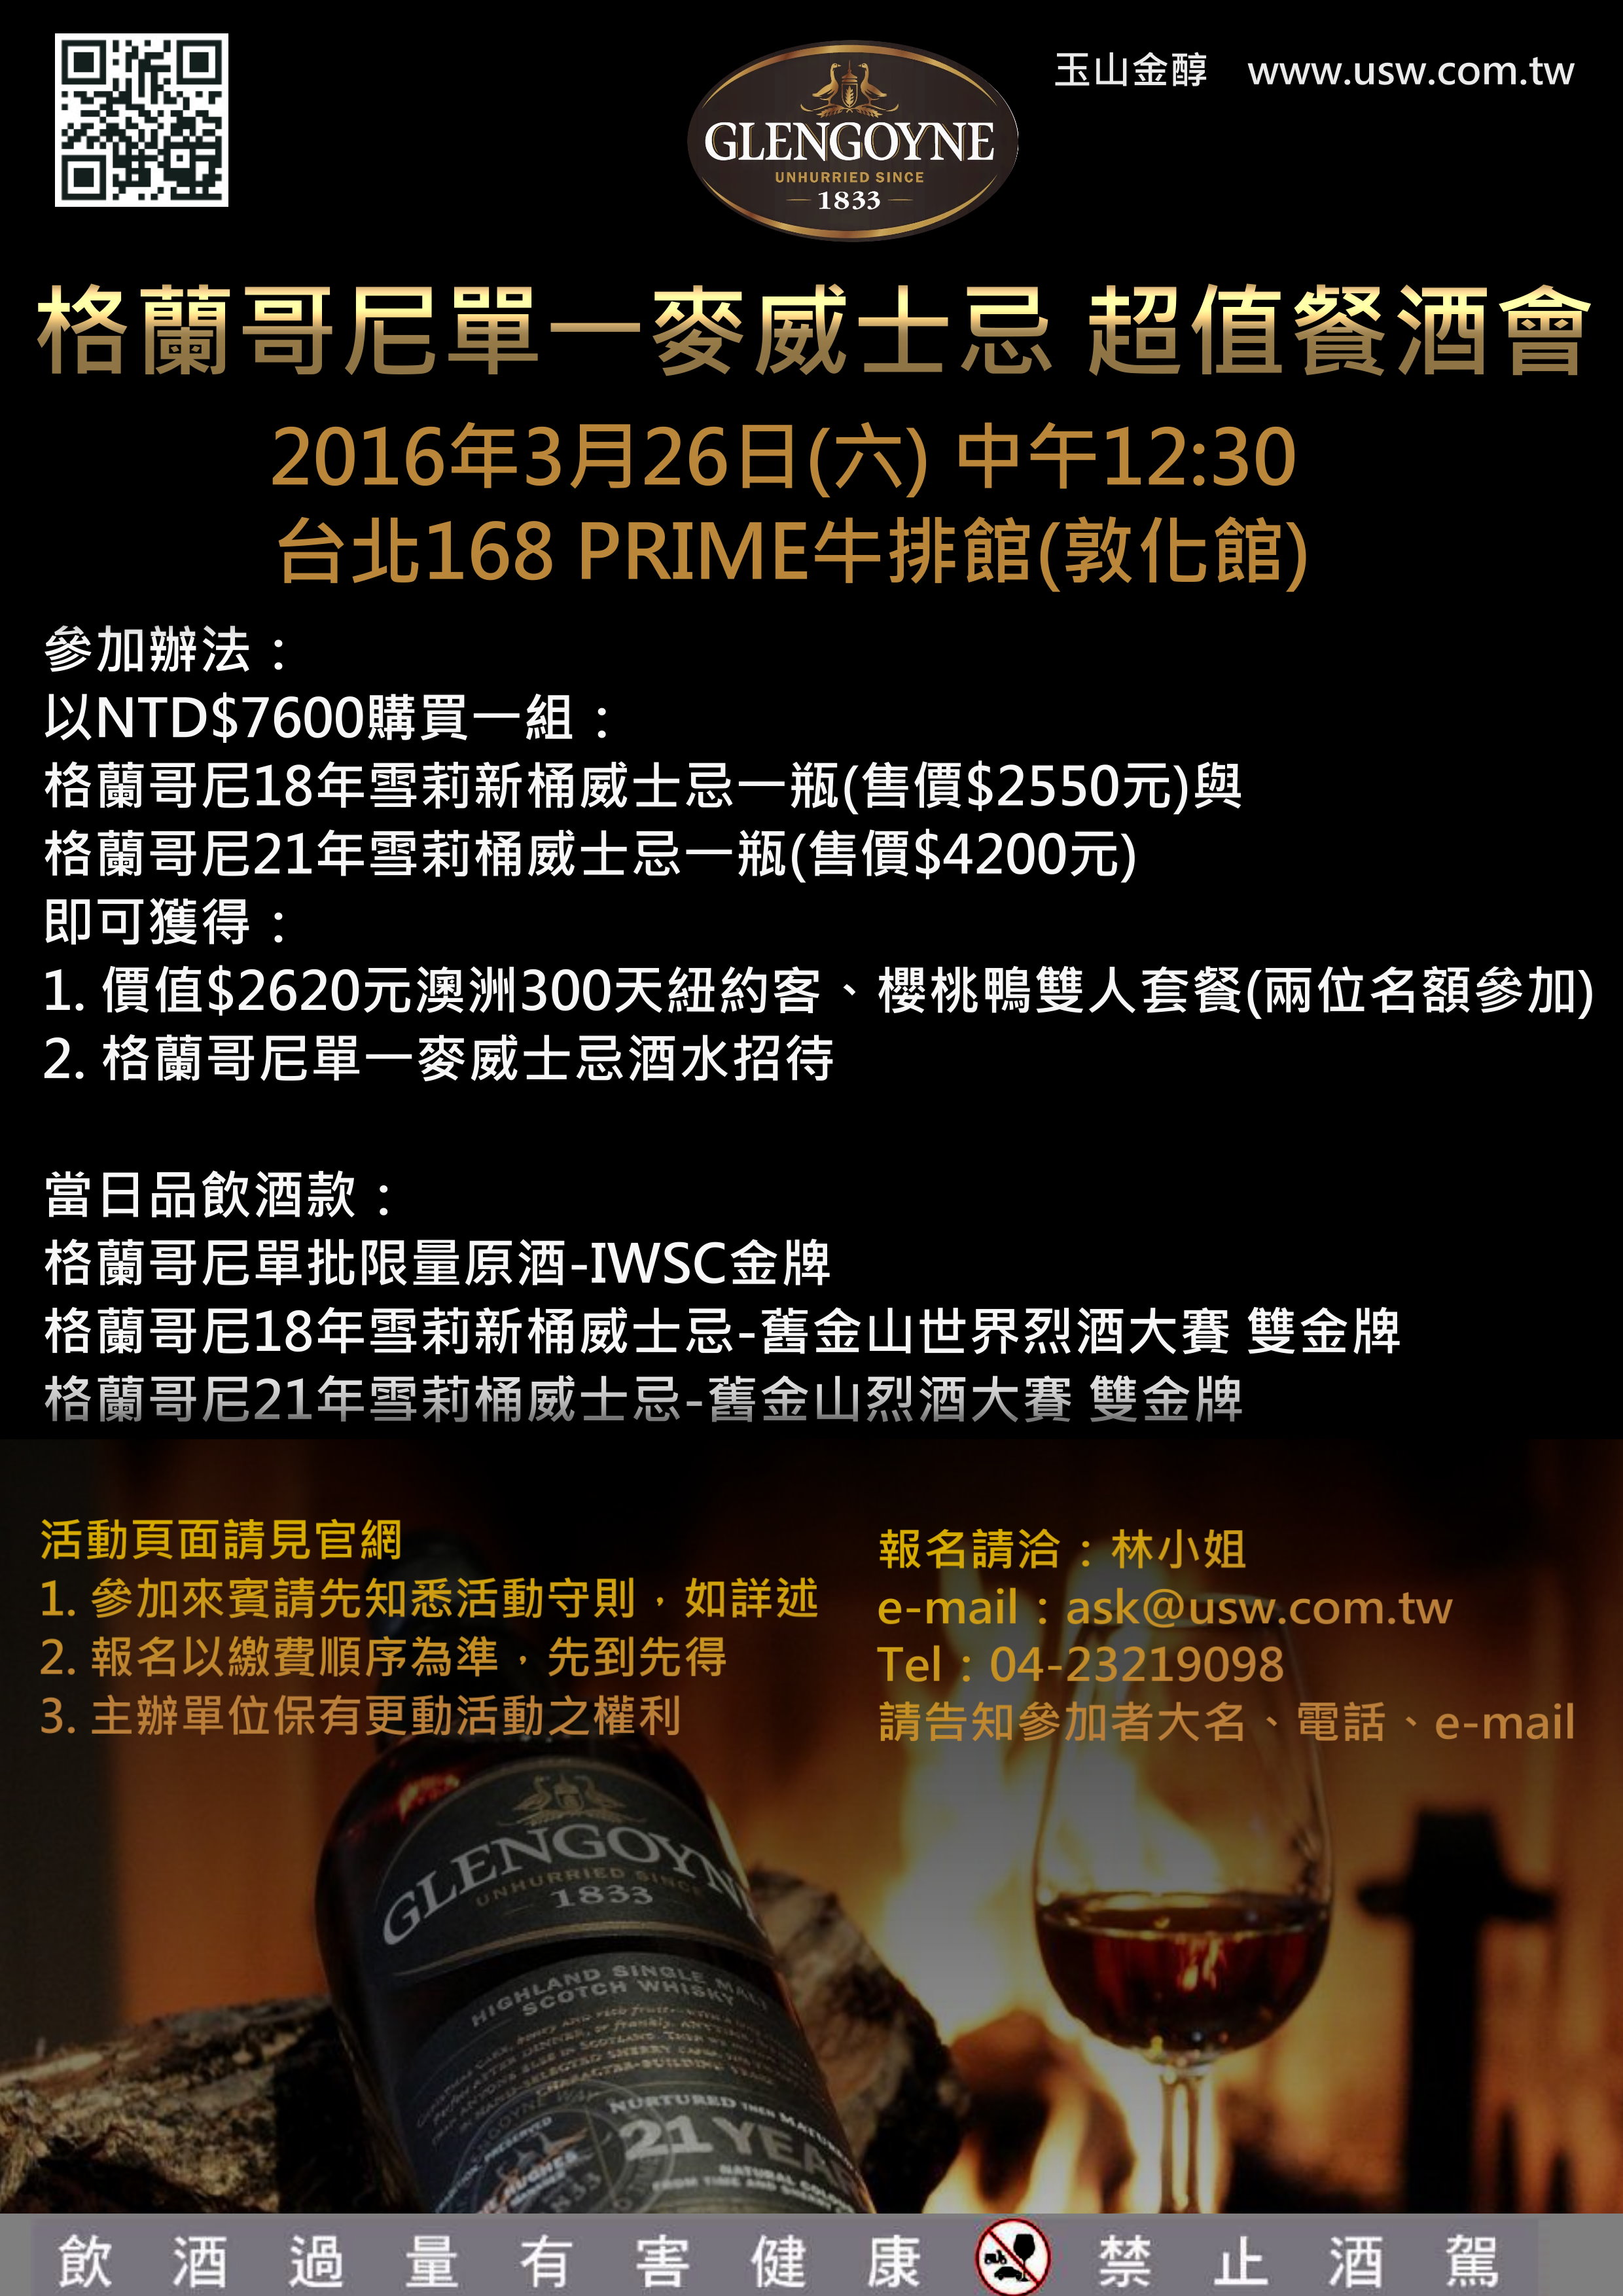 玉山金醇 www.usw.com.tw
GLENGOYNE
UNHURRIED SINCE
1833
格蘭哥尼單一麥威士忌 超值餐酒會
2016年3月26日(六) 中午12:30
台北168 PRIME牛排館(敦化館)
參加辦法：
以NTD$7600購買一組：
格蘭哥尼18年雪莉新桶威士忌一瓶(售價$2550元)與
格蘭哥尼21年雪莉桶威士忌一瓶(售價$4200元)
即可獲得：
1. 價值$2620元澳洲300天紐約客、櫻桃鴨雙人套餐(兩位名額參加)
2. 格蘭哥尼單一麥威士忌酒水招待
當日品飲酒款：
格蘭哥尼單批限量原酒-IWSC金牌
格蘭哥尼18年雪莉新桶威士忌-舊金山世界烈酒大賽 雙金牌
格蘭哥尼21年雪莉桶威士忌-舊金山烈酒大賽 雙金牌
活動頁面請見官網
1. 參加來賓請先知悉活動守則，如詳述
2. 報名以繳費順序為準，先到先得
3. 主辦單位保有更動活動之權利
報名請洽：林小姐
e-mail：ask@usw.com.tw
Tel：04-23219098
請告知參加者大名、電話、e-mail
GLENGOYNE
UNHURRIED SINCE
1833
HIGHLAND SINGLE MALT
SCOTCH WHISKY
NURTURED THEN MATURED
21 YEA
NATURAL COLOUR
飲酒過量有害健康 禁止酒駕